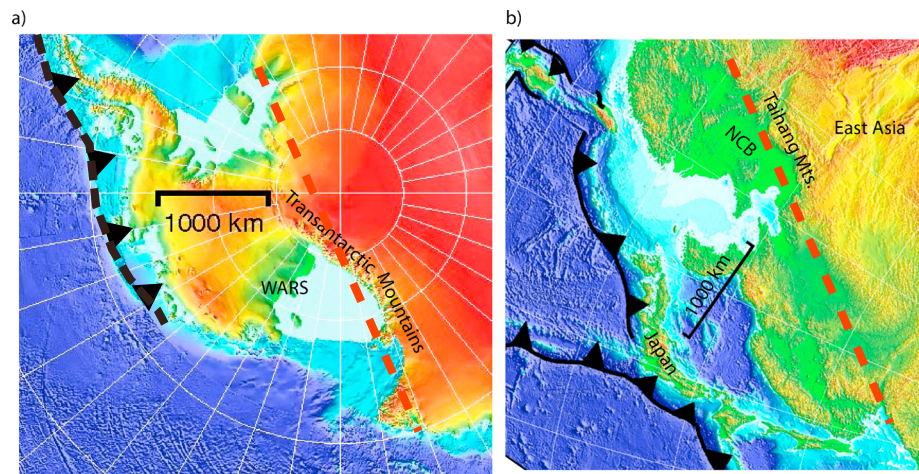 a)
1000 km
Transantarctic Mountains
WARS
b)
NCB
Taihang Mts.
East Asia
1000 km
Japan